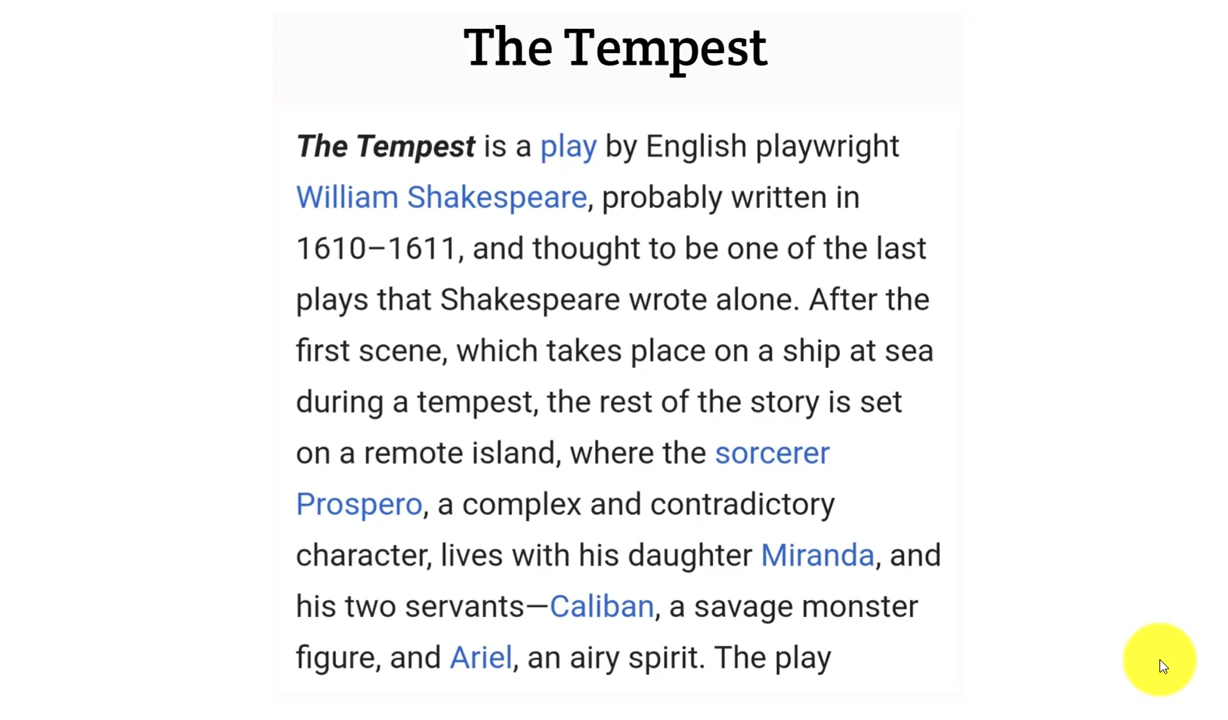 The Tempest
The Tempest is a play by English playwright
William Shakespeare, probably written in
1610–1611, and thought to be one of the last
plays that Shakespeare wrote alone. After the
first scene, which takes place on a ship at sea
during a tempest, the rest of the story is set
on a remote island, where the sorcerer
Prospero, a complex and contradictory
character, lives with his daughter Miranda, and
his two servants—Caliban, a savage monster
figure, and Ariel, an airy spirit. The play